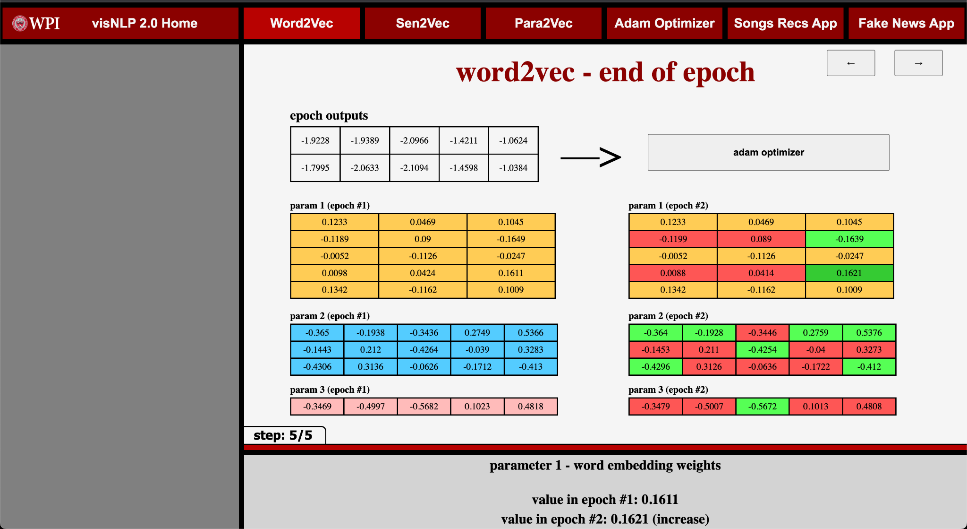 WPI visNLP 2.0 Home Word2Vec Sen2Vec Para2Vec Adam Optimizer Songs Recs App Fake News App
← →
word2vec - end of epoch
epoch outputs
-1.9228 -1.9389 -2.0966 -1.4211 -1.0624
-1.7995 -2.0633 -2.1094 -1.4598 -1.0384
adam optimizer
param 1 (epoch #1)
0.1233 0.0469 0.1045
-0.1189 0.09 -0.1649
-0.0052 -0.1126 -0.0247
0.0098 0.0424 0.1611
0.1342 -0.1162 0.1009
param 1 (epoch #2)
0.1233 0.0469 0.1045
-0.1199 0.089 -0.1639
-0.0052 -0.1126 -0.0247
0.0088 0.0414 0.1621
0.1342 -0.1162 0.1009
param 2 (epoch #1)
-0.365 -0.1938 -0.3436 0.2749 0.5366
-0.1443 0.212 -0.4264 -0.039 0.3283
-0.4306 0.3136 -0.0626 -0.1712 -0.413
param 2 (epoch #2)
-0.364 -0.1928 -0.3446 0.2759 0.5376
-0.1453 0.211 -0.4254 -0.04 0.3273
-0.4296 0.3126 -0.0636 -0.1722 -0.412
param 3 (epoch #1)
-0.3469 -0.4997 -0.5682 0.1023 0.4818
param 3 (epoch #2)
-0.3479 -0.5007 -0.5672 0.1013 0.4808
step: 5/5
parameter 1 - word embedding weights
value in epoch #1: 0.1611
value in epoch #2: 0.1621 (increase)